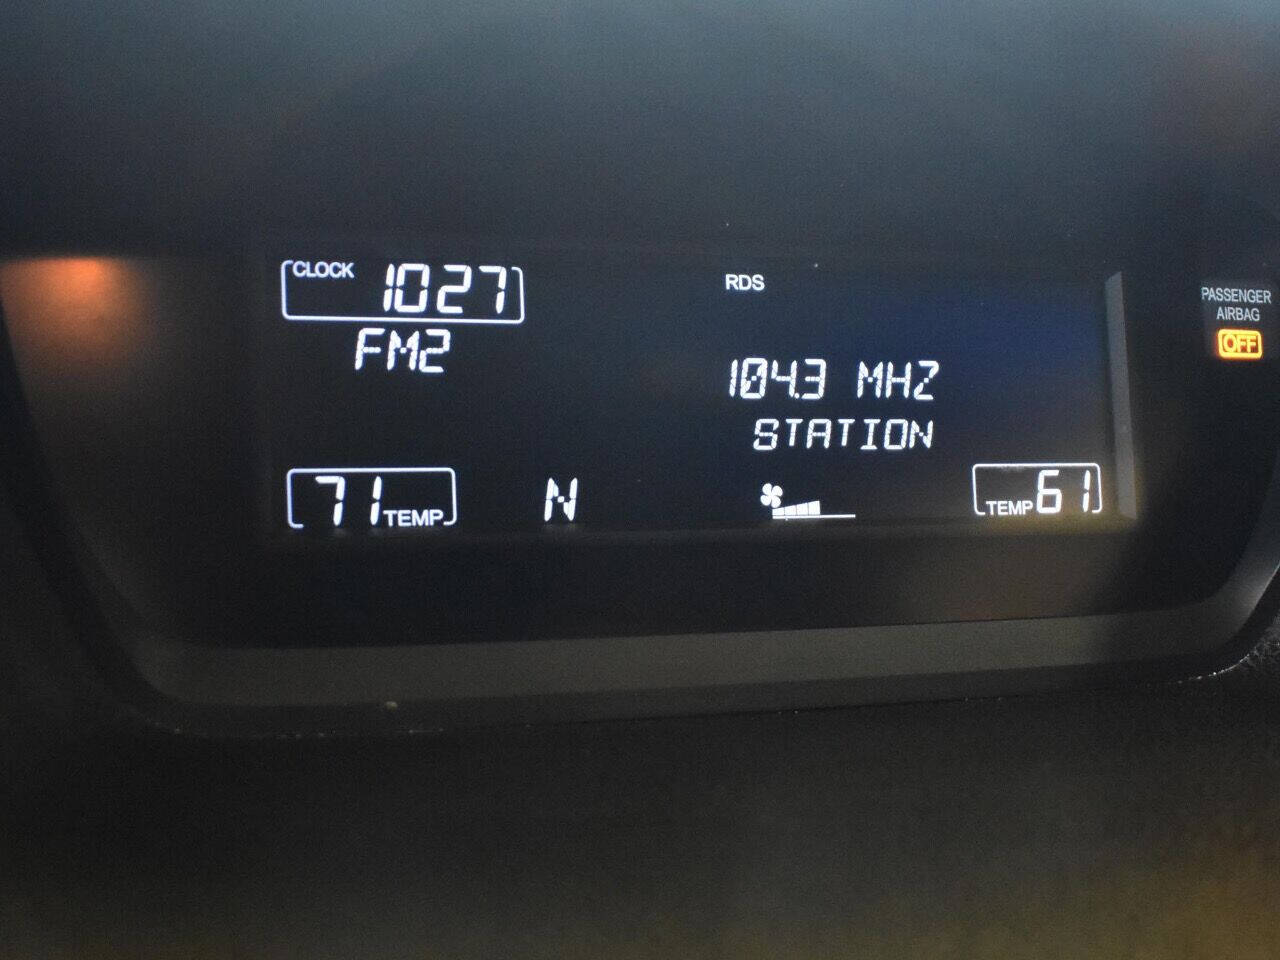 CLOCK 1027
RDS
PASSENGER
AIRBAG
OFF
FM2
104.3 MHZ
STATION
71 TEMP
N
TEMP 61